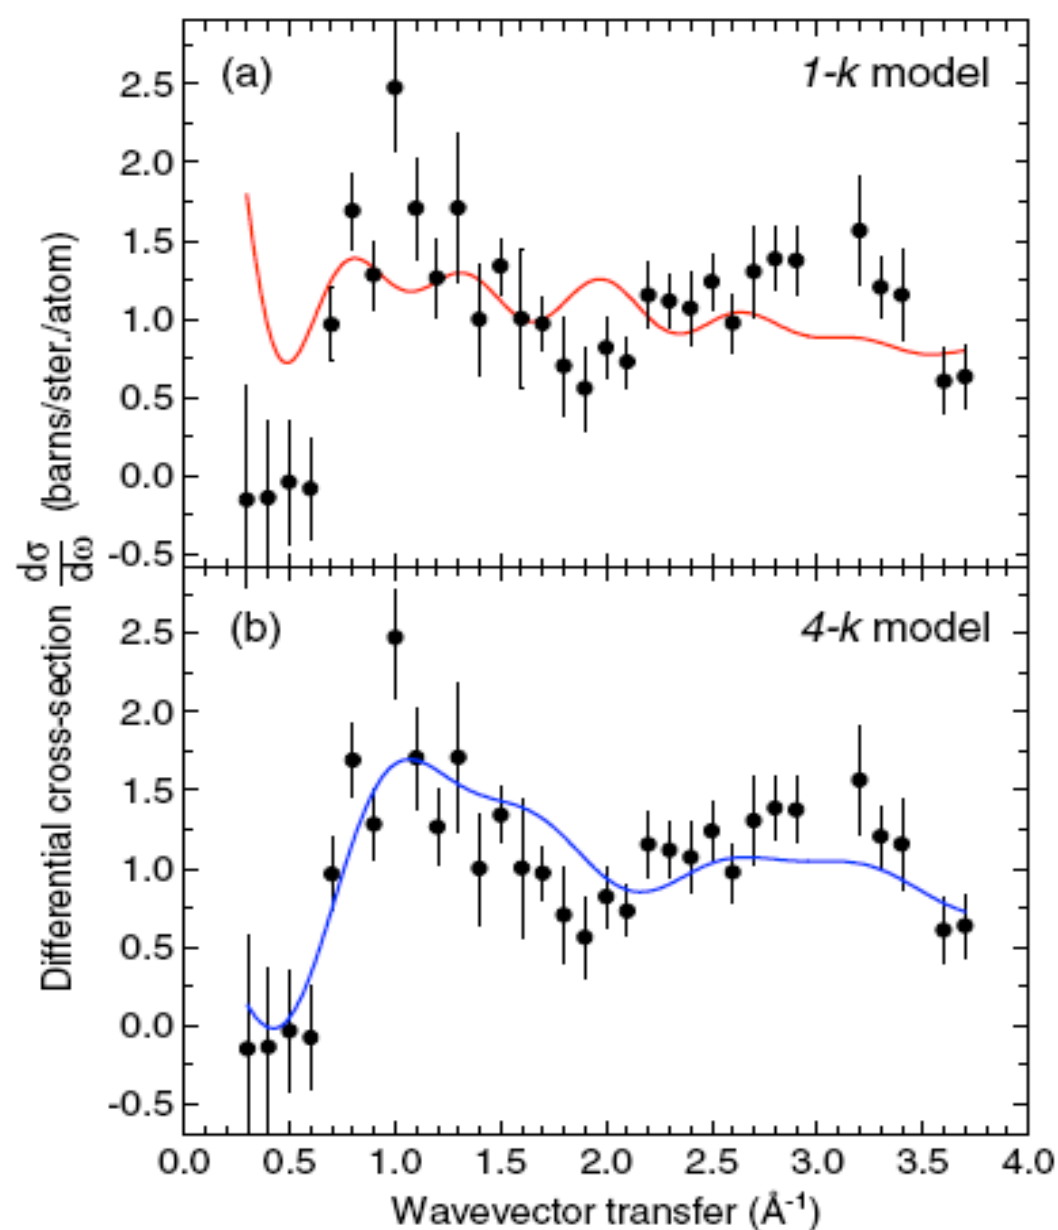 (a)
1-k model
2.5
2.0
1.5
1.0
0.5
0.0
-0.5
Differential cross-section dσ/dω (barns/ster./atom)
(b)
4-k model
2.5
2.0
1.5
1.0
0.5
0.0
-0.5
0.0 0.5 1.0 1.5 2.0 2.5 3.0 3.5 4.0
Wavevector transfer (Å⁻¹)